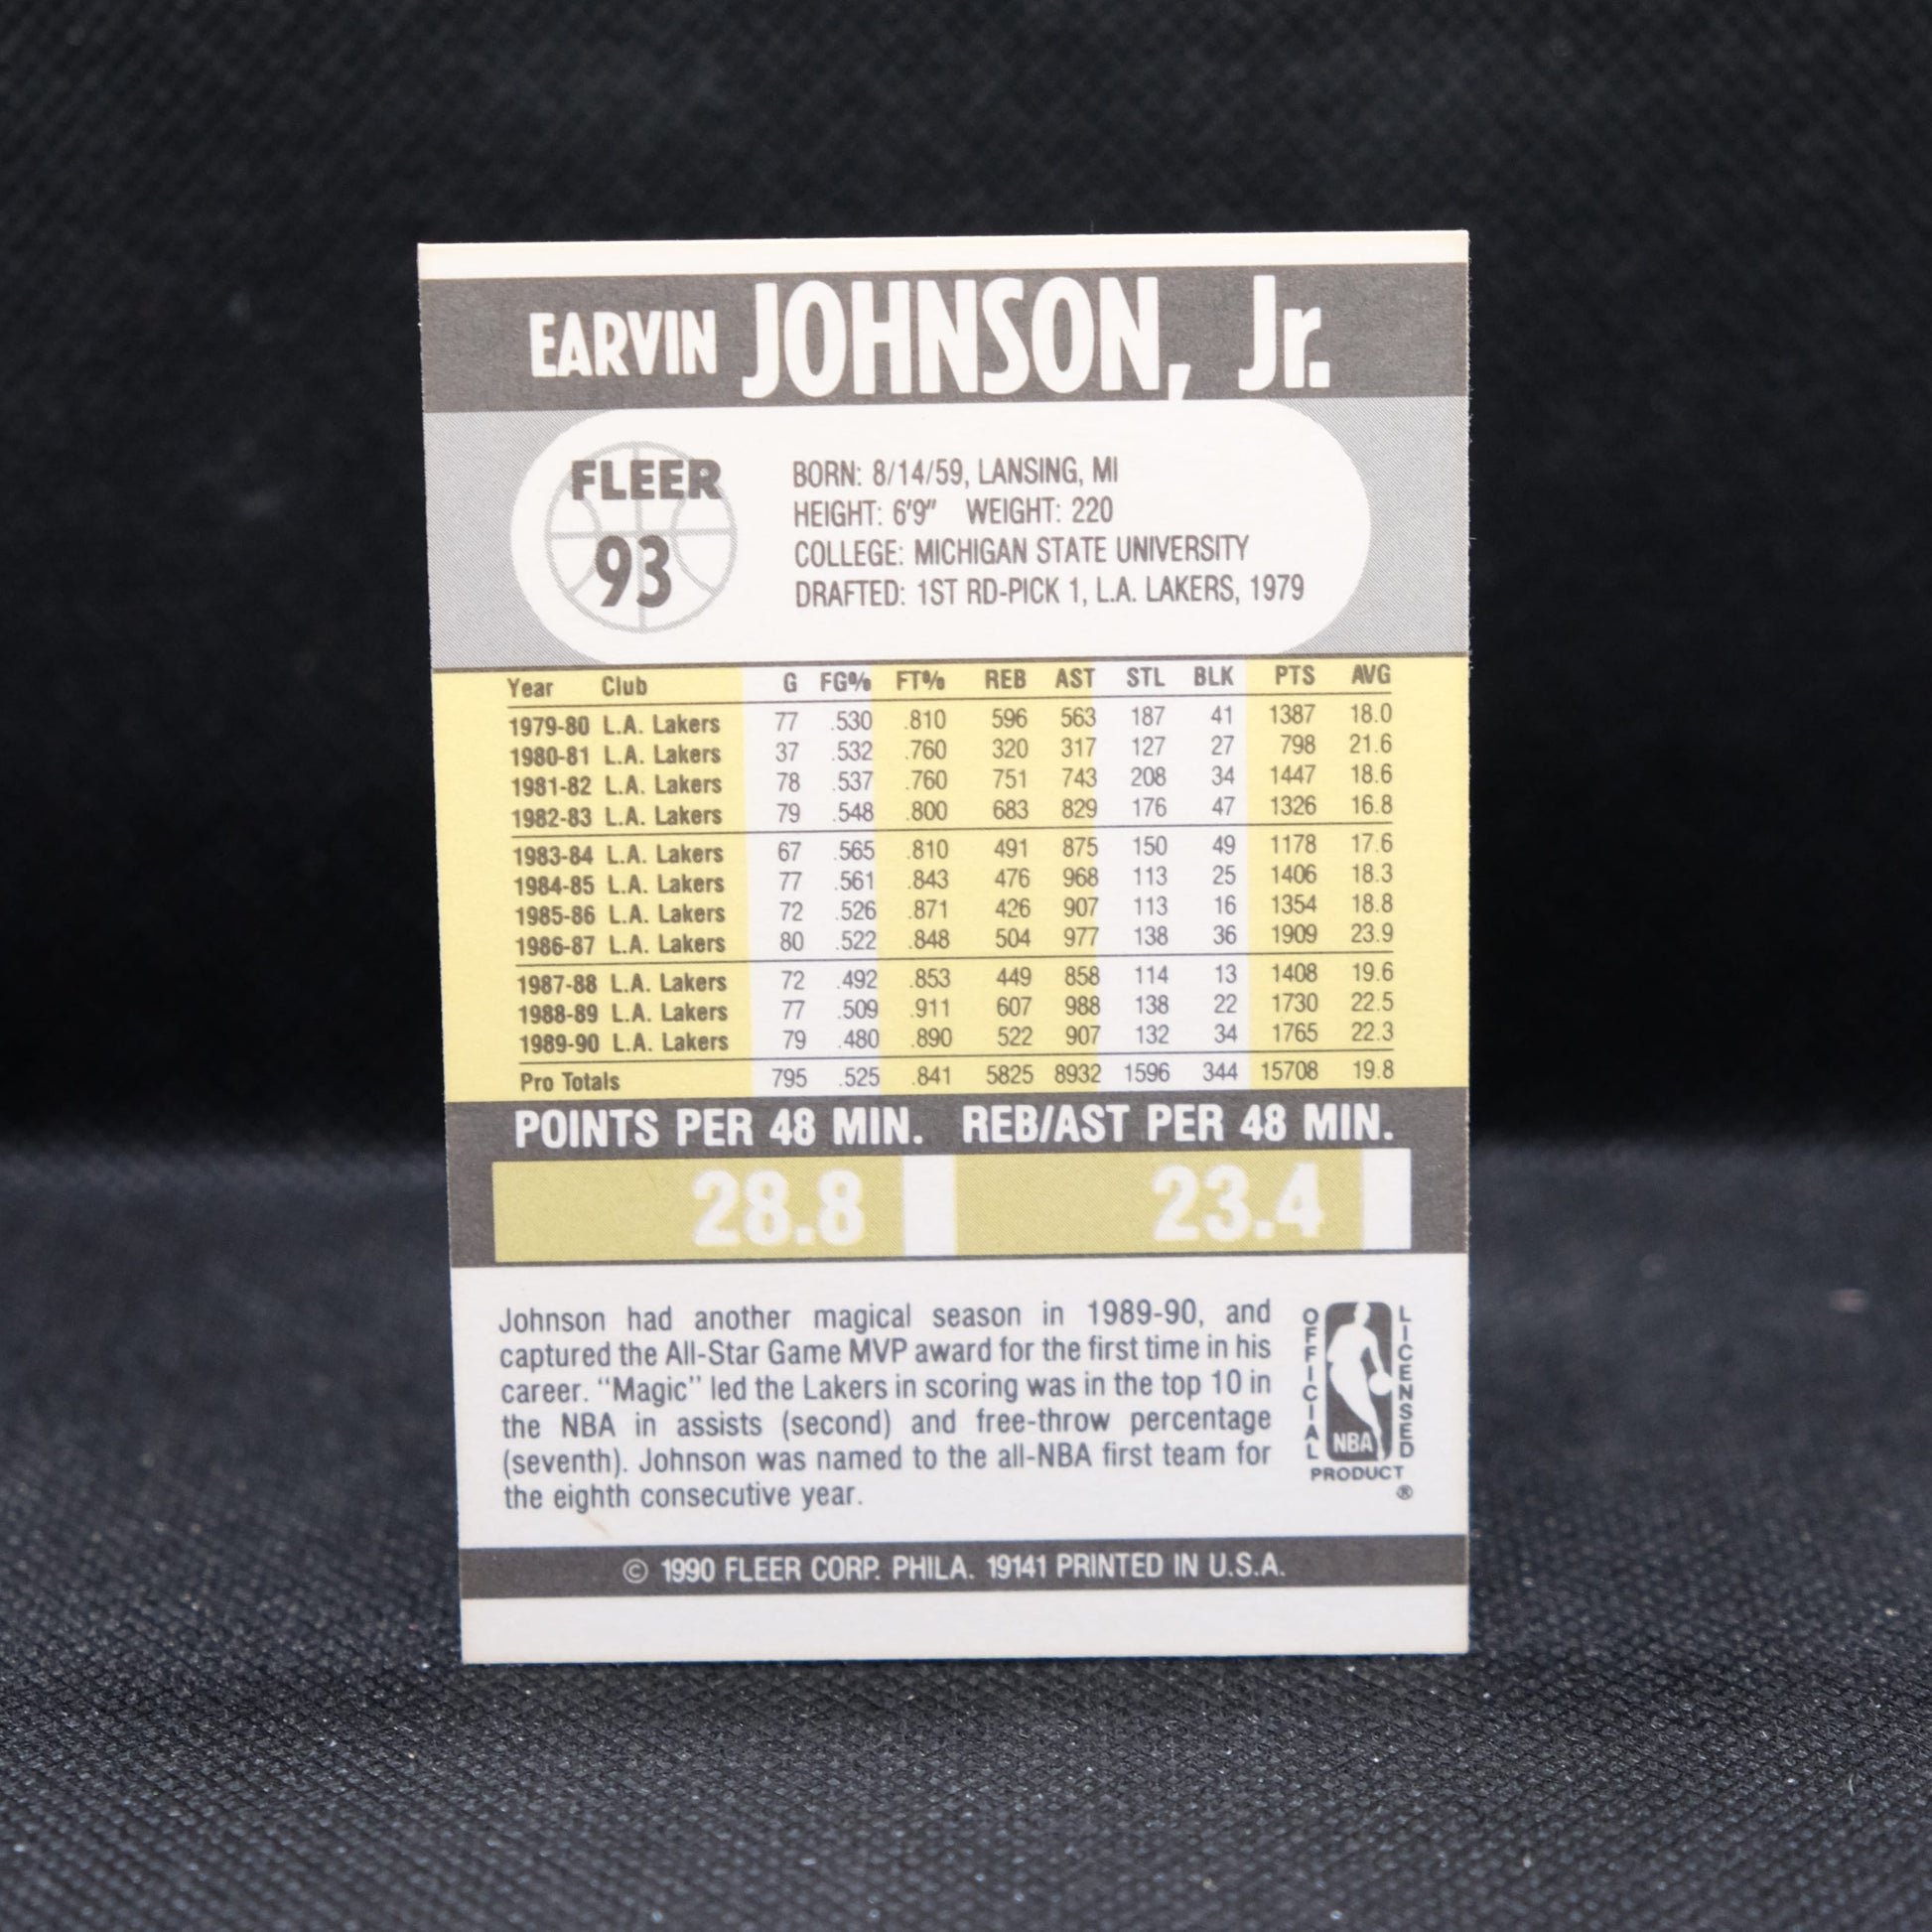 EARVIN JOHNSON, Jr.
FLEER
93
BORN: 8/14/59, LANSING, MI
HEIGHT: 6'9" WEIGHT: 220
COLLEGE: MICHIGAN STATE UNIVERSITY
DRAFTED: 1ST RD-PICK 1, L.A. LAKERS, 1979
Year Club G FG% FT% REB AST STL BLK PTS AVG
1979-80 L.A. Lakers 77 .530 .810 596 563 187 41 1387 18.0
1980-81 L.A. Lakers 37 .532 .760 320 317 127 27 798 21.6
1981-82 L.A. Lakers 78 .537 .760 751 743 208 34 1447 18.6
1982-83 L.A. Lakers 79 .548 .800 683 829 176 47 1326 16.8
1983-84 L.A. Lakers 67 .565 .810 491 875 150 49 1178 17.6
1984-85 L.A. Lakers 77 .561 .843 476 968 113 25 1406 18.3
1985-86 L.A. Lakers 72 .526 .871 426 907 113 16 1354 18.8
1986-87 L.A. Lakers 80 .522 .848 504 977 138 36 1909 23.9
1987-88 L.A. Lakers 72 .492 .853 449 858 114 13 1408 19.6
1988-89 L.A. Lakers 77 .509 .911 607 988 138 22 1730 22.5
1989-90 L.A. Lakers 79 .480 .890 522 907 132 34 1765 22.3
Pro Totals 795 .525 .841 5825 8932 1596 344 15708 19.8
POINTS PER 48 MIN. REB/AST PER 48 MIN.
28.8 23.4
Johnson had another magical season in 1989-90, and
captured the All-Star Game MVP award for the first time in his
career. "Magic" led the Lakers in scoring was in the top 10 in
the NBA in assists (second) and free-throw percentage
(seventh). Johnson was named to the all-NBA first team for
the eighth consecutive year.
OFFICIAL
LICENSED
NBA
PRODUCT
®
© 1990 FLEER CORP. PHILA. 19141 PRINTED IN U.S.A.